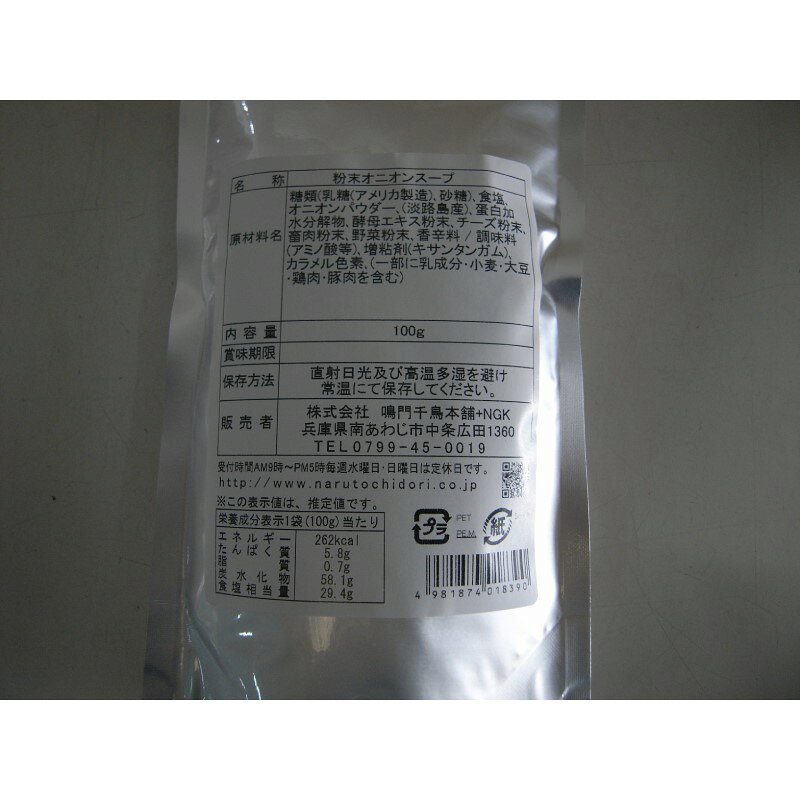 名称 粉末オニオンスープ
原材料名 糖類(乳糖(アメリカ製造)、砂糖)、食塩、
オニオンパウダー、(淡路島産)、蛋白加
水分解物、酵母エキス粉末、チーズ粉末、
畜肉粉末、野菜粉末、香辛料/調味料
(アミノ酸等)、増粘剤(キサンタンガム)、
カラメル色素、(一部に乳成分・小麦・大豆
・鶏肉・豚肉を含む)
内容量 100g
賞味期限
保存方法 直射日光及び高温多湿を避け
常温にて保存してください。
販売者 株式会社 鳴門千鳥本舗+NGK
兵庫県南あわじ市中条広田1360
TEL0799-45-0019
受付時間AM9時~PM5時毎週水曜日・日曜日は定休日です。
http://www.narutochidori.co.jp
※この表示値は、推定値です。
栄養成分表示1袋(100g)当たり
エネルギー 262kcal
たんぱく質 5.8g
脂質 0.7g
炭水化物 58.1g
食塩相当量 29.4g
プラ
PET
P.E.M.
紙
4 981874 018390